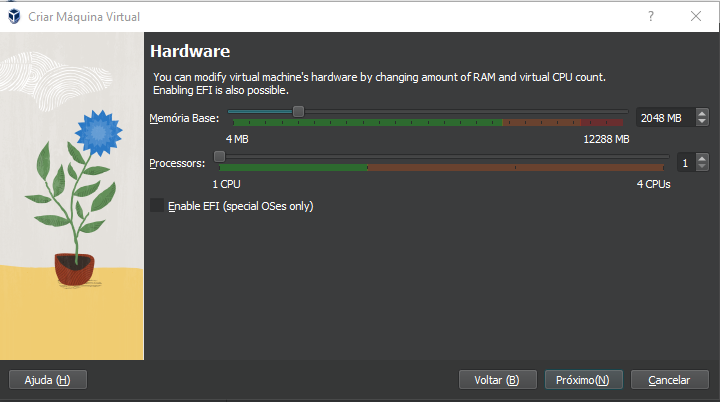 Criar Máquina Virtual
?
Hardware
You can modify virtual machine's hardware by changing amount of RAM and virtual CPU count.
Enabling EFI is also possible.
Memória Base:
2048 MB
4 MB
12288 MB
Processors:
1
1 CPU
4 CPUs
Enable EFI (special OSes only)
Ajuda (H)
Voltar (B)
Próximo(N)
Cancelar